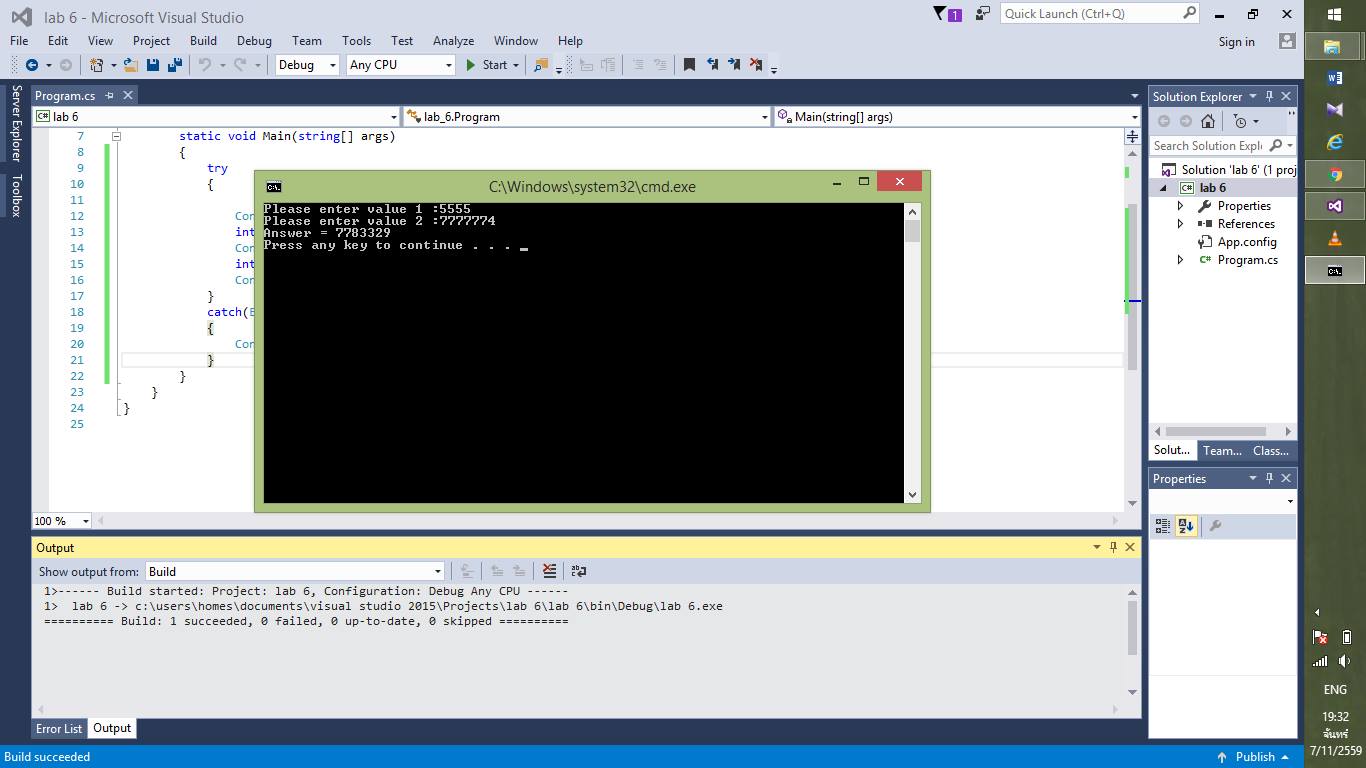 lab 6 - Microsoft Visual Studio
1
Quick Launch (Ctrl+Q)
File Edit View Project Build Debug Team Tools Test Analyze Window Help
Sign in
Debug Any CPU Start
Server Explorer
Toolbox
Program.cs
lab 6 lab_6.Program Main(string[] args)
7 static void Main(string[] args)
8 {
9 try
10 {
11
12 Con
13 int
14 Con
15 int
16 Con
17 }
18 catch(E
19 {
20 Con
21 }
22 }
23 }
24 }
25
100 %
C:\Windows\system32\cmd.exe
Please enter value 1 :5555
Please enter value 2 :7777774
Answer = 7783329
Press any key to continue . . .
Solution Explorer
Search Solution Explo
Solution 'lab 6' (1 proj
lab 6
Properties
References
App.config
Program.cs
Solut... Team... Class...
Properties
Output
Show output from: Build
1>------ Build started: Project: lab 6, Configuration: Debug Any CPU ------
1> lab 6 -> c:\users\homes\documents\visual studio 2015\Projects\lab 6\lab 6\bin\Debug\lab 6.exe
========== Build: 1 succeeded, 0 failed, 0 up-to-date, 0 skipped ==========
Error List Output
Build succeeded
Publish
ENG
19:32
จันทร์
7/11/2559